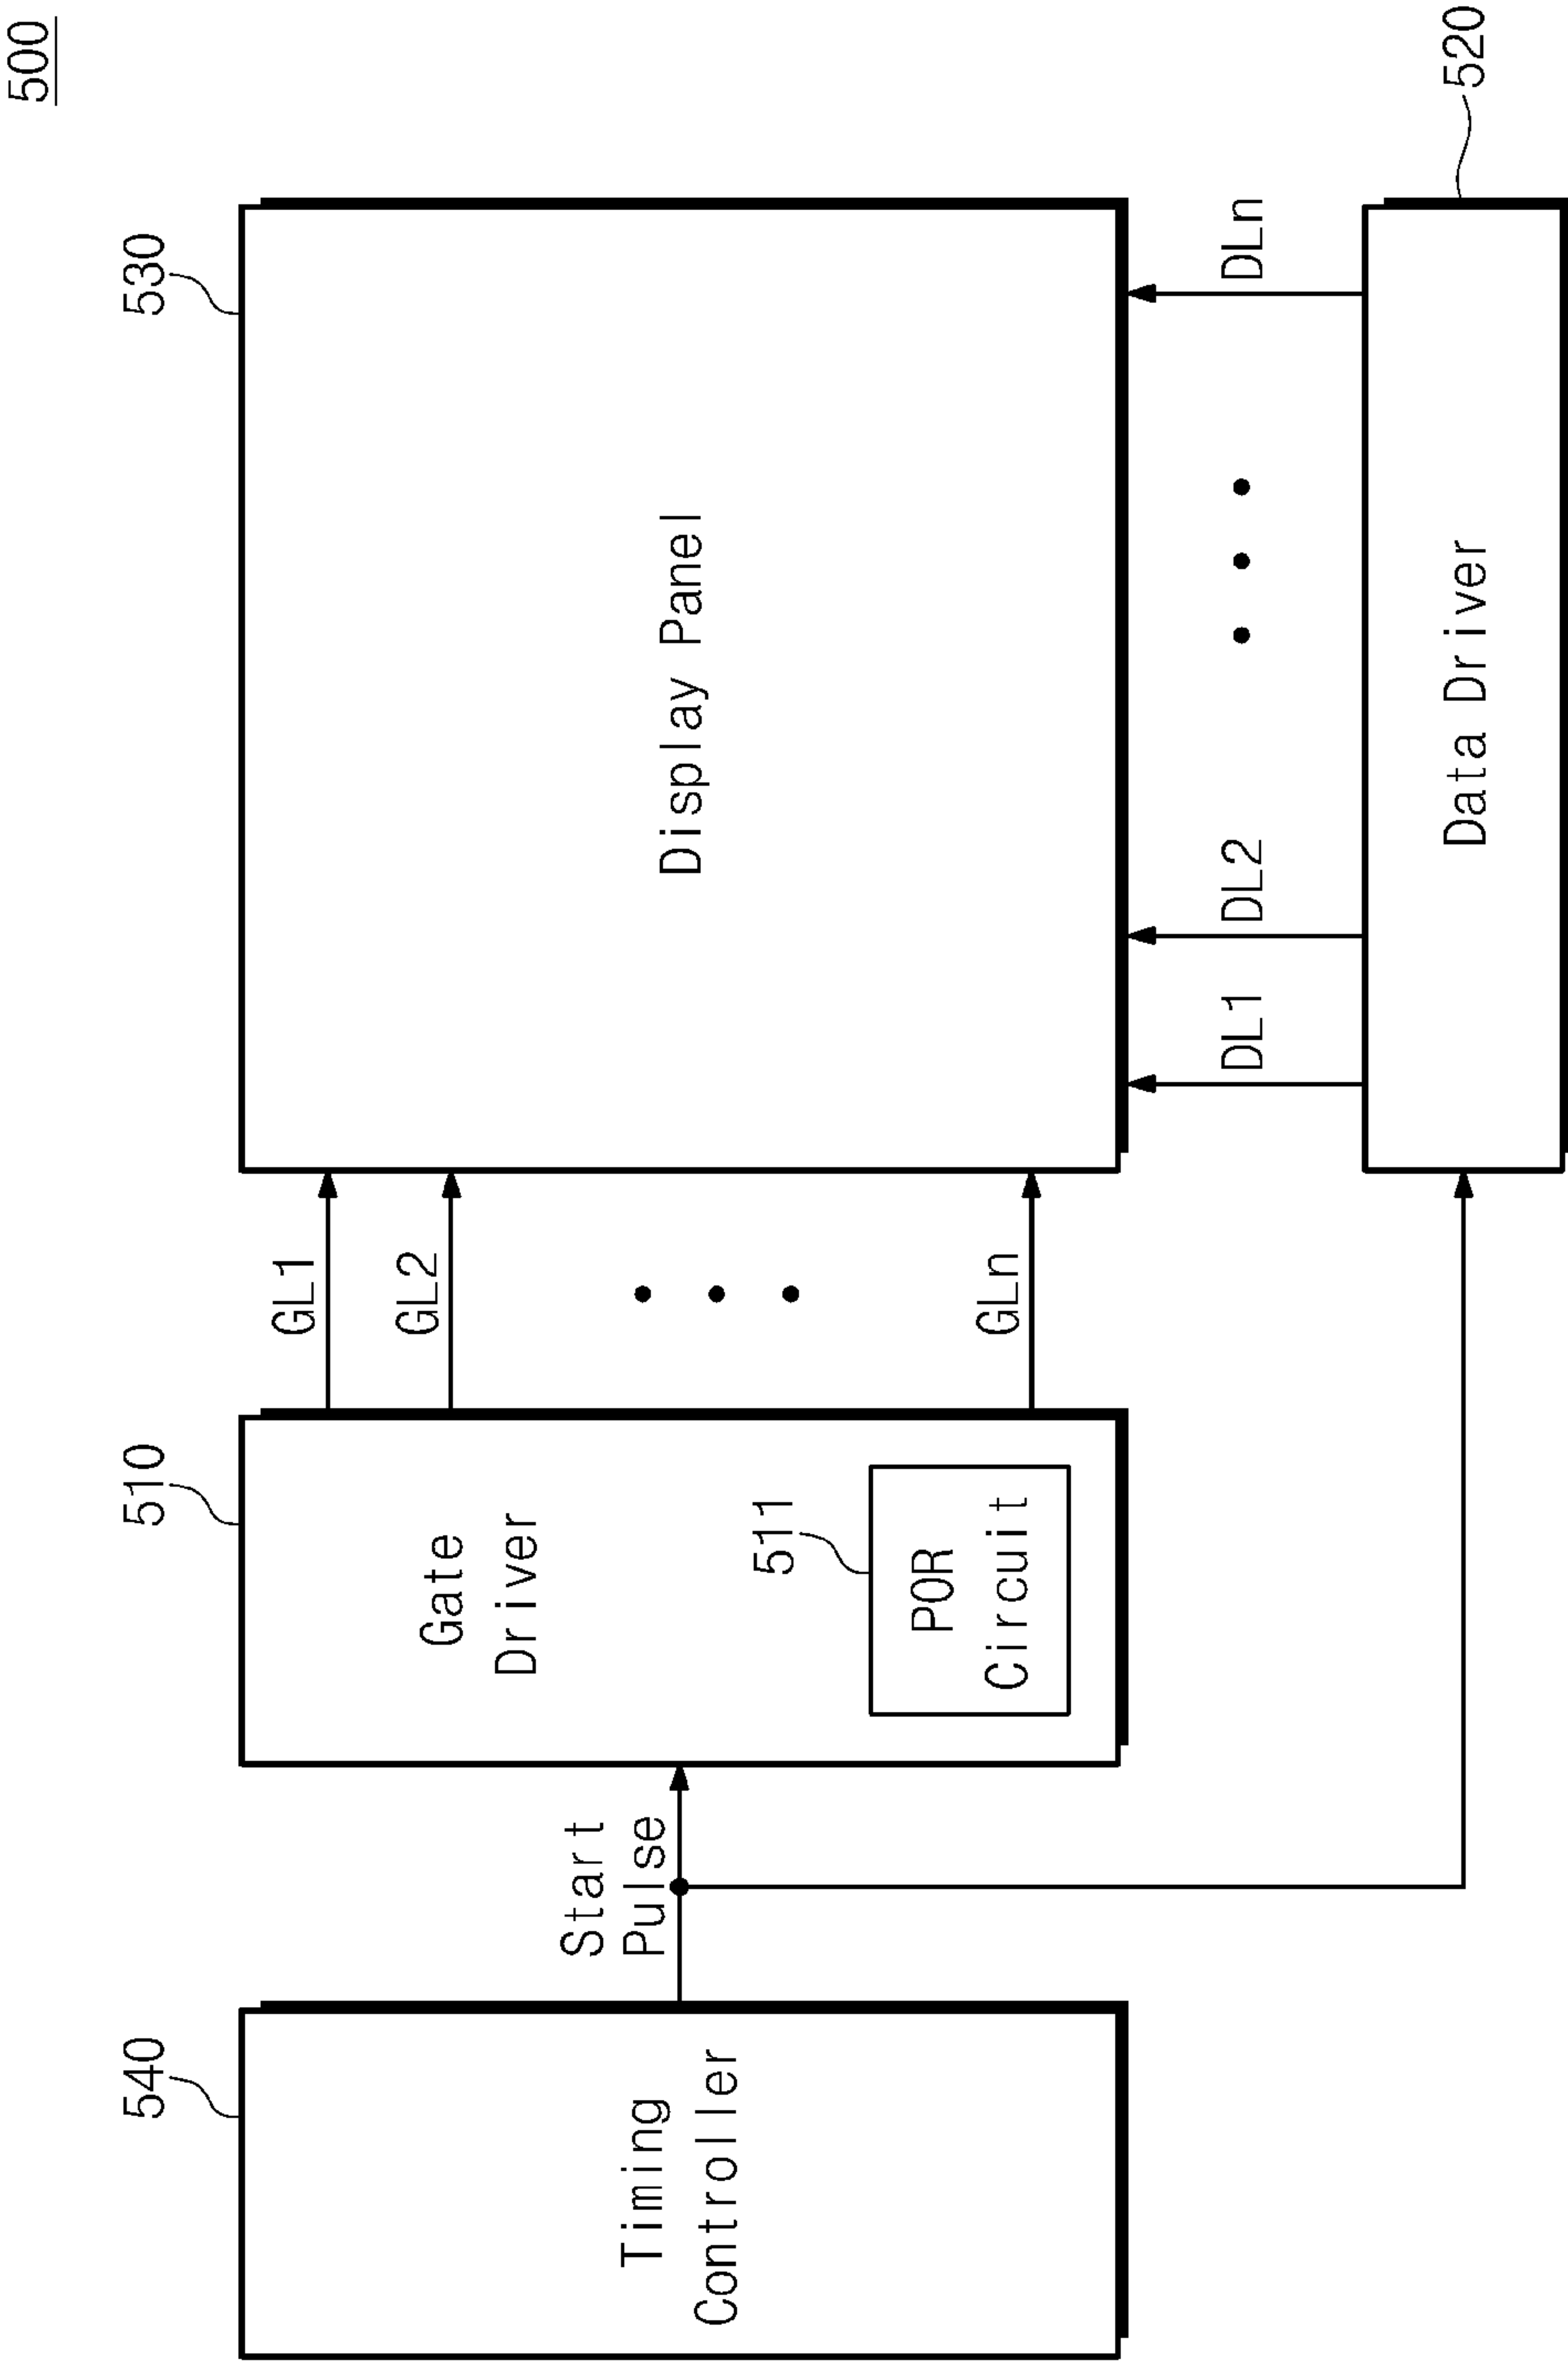 500
540
510
530
Timing
Controller
Start
Pulse
Gate
Driver
511
POR
Circuit
GL1
GL2
GLn
Display Panel
DL1
DL2
DLn
Data Driver
520